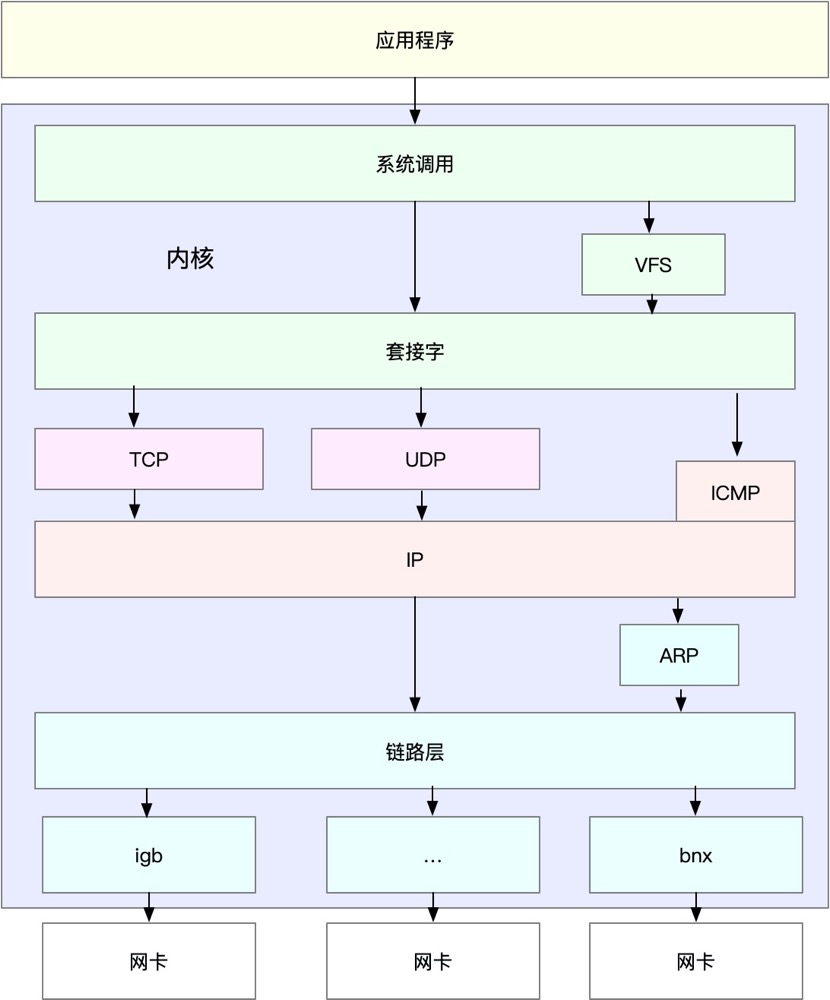 应用程序
系统调用
内核
VFS
套接字
TCP
UDP
ICMP
IP
ARP
链路层
igb
...
bnx
网卡
网卡
网卡